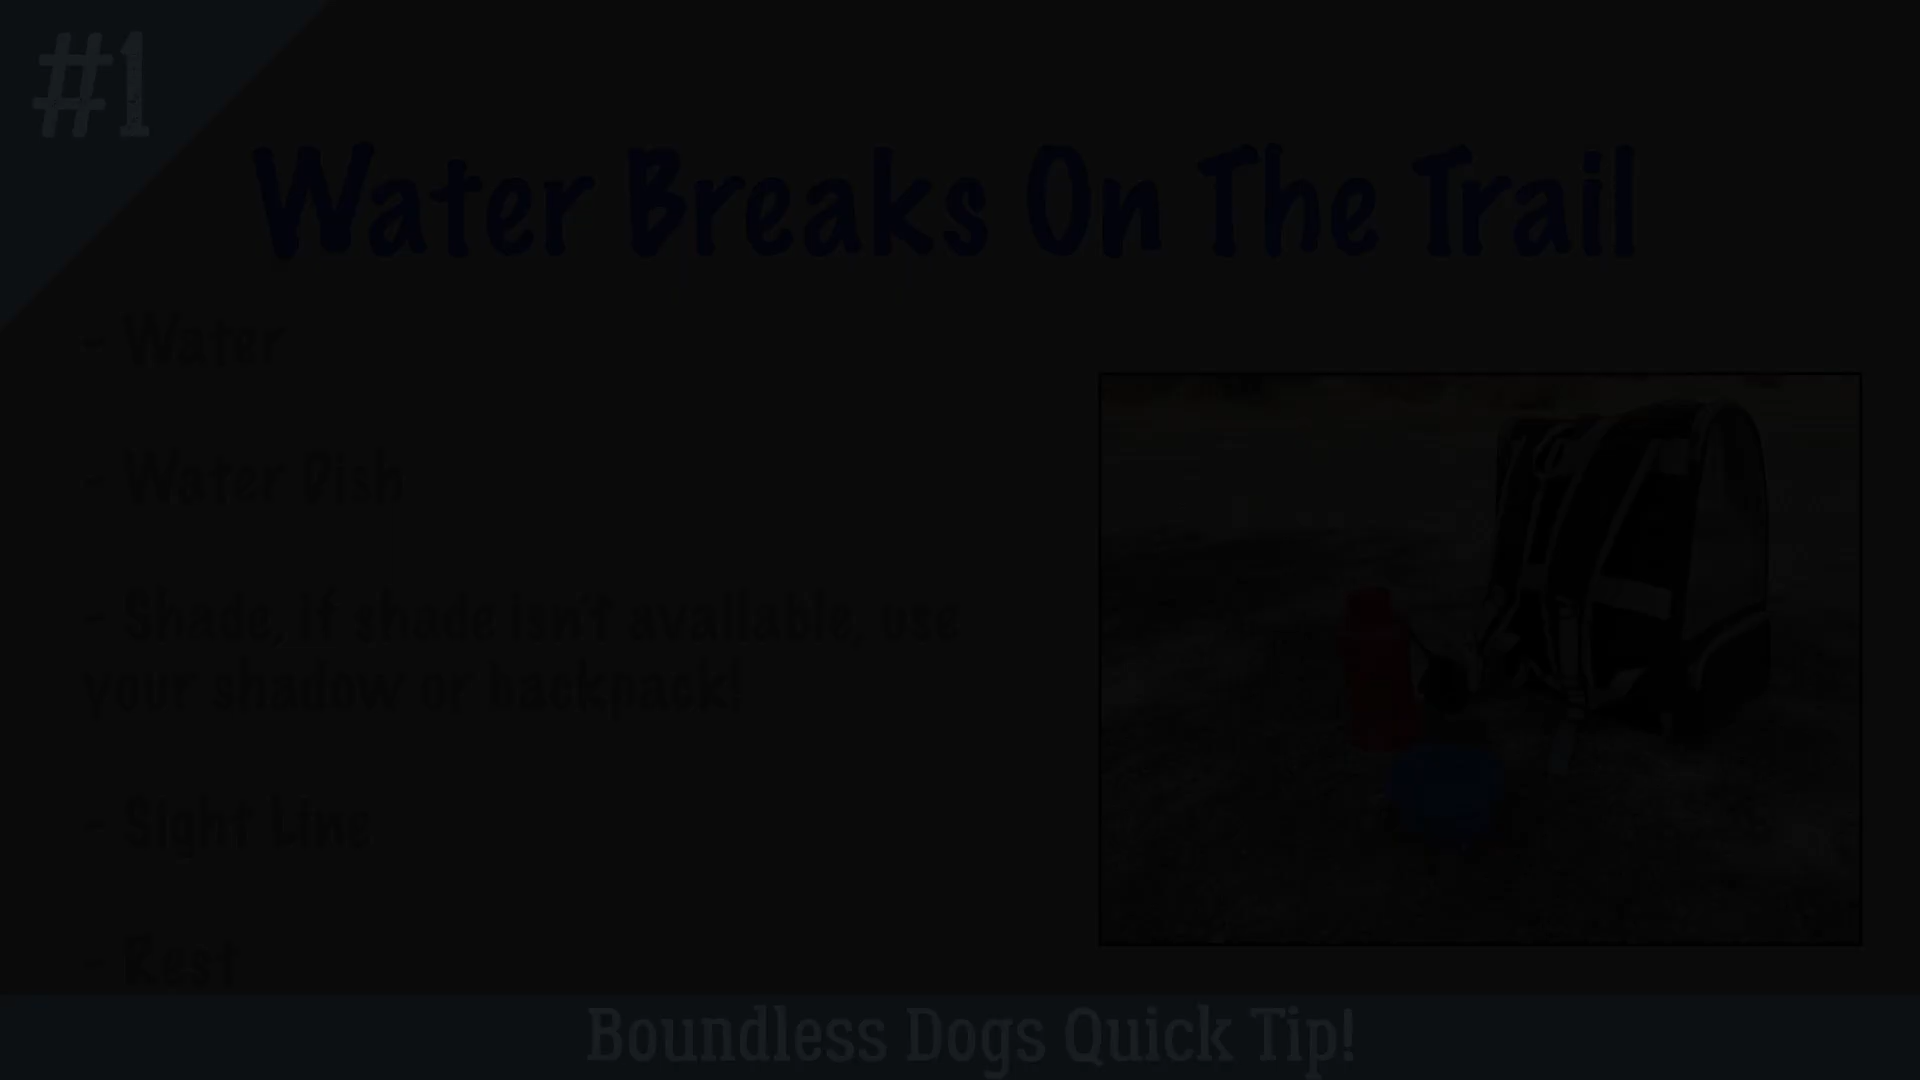 #1
Water Breaks On The Trail
- Water
- Water Dish
- Shade, if shade isn't available, use
your shadow or backpack!
- Sight Line
- Rest
Boundless Dogs Quick Tip!